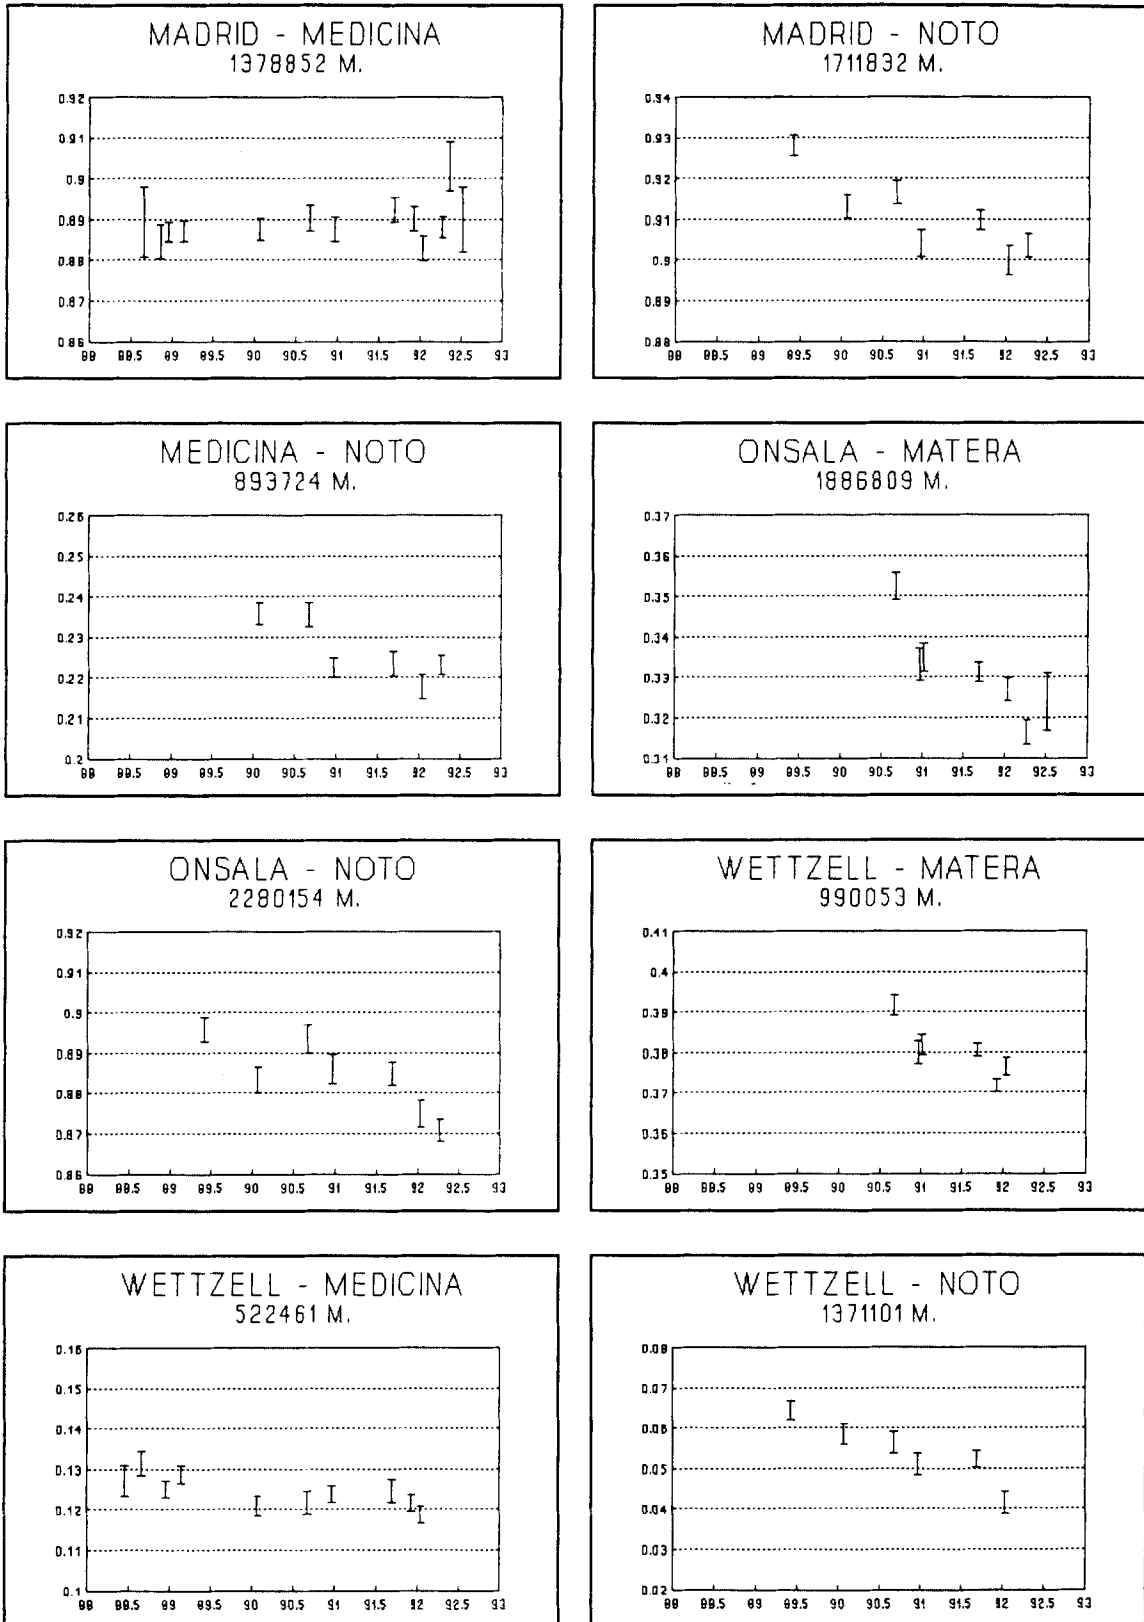 MADRID - MEDICINA
1378852 M.
0.92
0.91
0.9
0.89
0.88
0.87
0.86
88 88.5 89 89.5 90 90.5 91 91.5 92 92.5 93
MADRID - NOTO
1711832 M.
0.94
0.93
0.92
0.91
0.9
0.89
0.88
88 88.5 89 89.5 90 90.5 91 91.5 92 92.5 93
MEDICINA - NOTO
893724 M.
0.26
0.25
0.24
0.23
0.22
0.21
0.2
88 88.5 89 89.5 90 90.5 91 91.5 92 92.5 93
ONSALA - MATERA
1886809 M.
0.37
0.36
0.35
0.34
0.33
0.32
0.31
88 88.5 89 89.5 90 90.5 91 91.5 92 92.5 93
ONSALA - NOTO
2280154 M.
0.92
0.91
0.9
0.89
0.88
0.87
0.86
88 88.5 89 89.5 90 90.5 91 91.5 92 92.5 93
WETTZELL - MATERA
990053 M.
0.41
0.4
0.39
0.38
0.37
0.36
0.35
88 88.5 89 89.5 90 90.5 91 91.5 92 92.5 93
WETTZELL - MEDICINA
522461 M.
0.16
0.15
0.14
0.13
0.12
0.11
0.1
88 88.5 89 89.5 90 90.5 91 91.5 92 92.5 93
WETTZELL - NOTO
1371101 M.
0.08
0.07
0.06
0.05
0.04
0.03
0.02
88 88.5 89 89.5 90 90.5 91 91.5 92 92.5 93